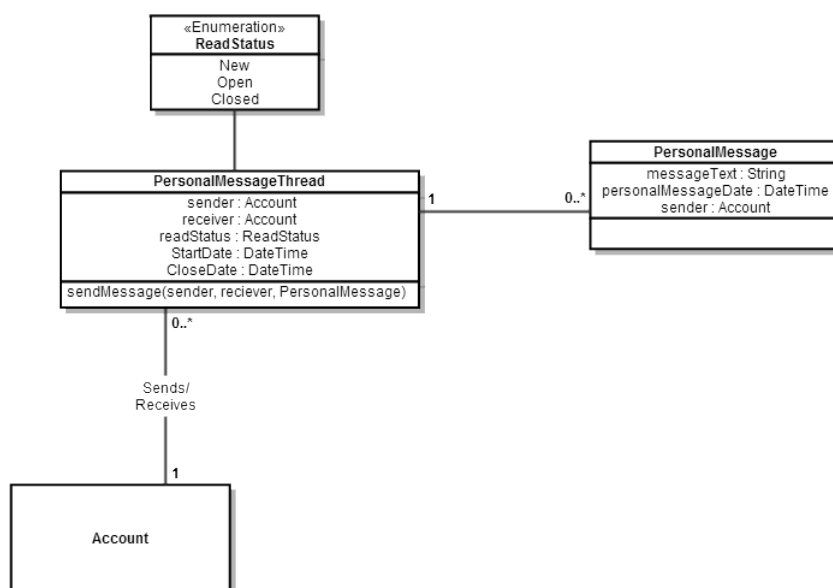 «Enumeration»
ReadStatus
New
Open
Closed
PersonalMessageThread
sender : Account
receiver : Account
readStatus : ReadStatus
StartDate : DateTime
CloseDate : DateTime
sendMessage(sender, reciever, PersonalMessage)
1
0..*
PersonalMessage
messageText : String
personalMessageDate : DateTime
sender : Account
0..*
Sends/
Receives
1
Account